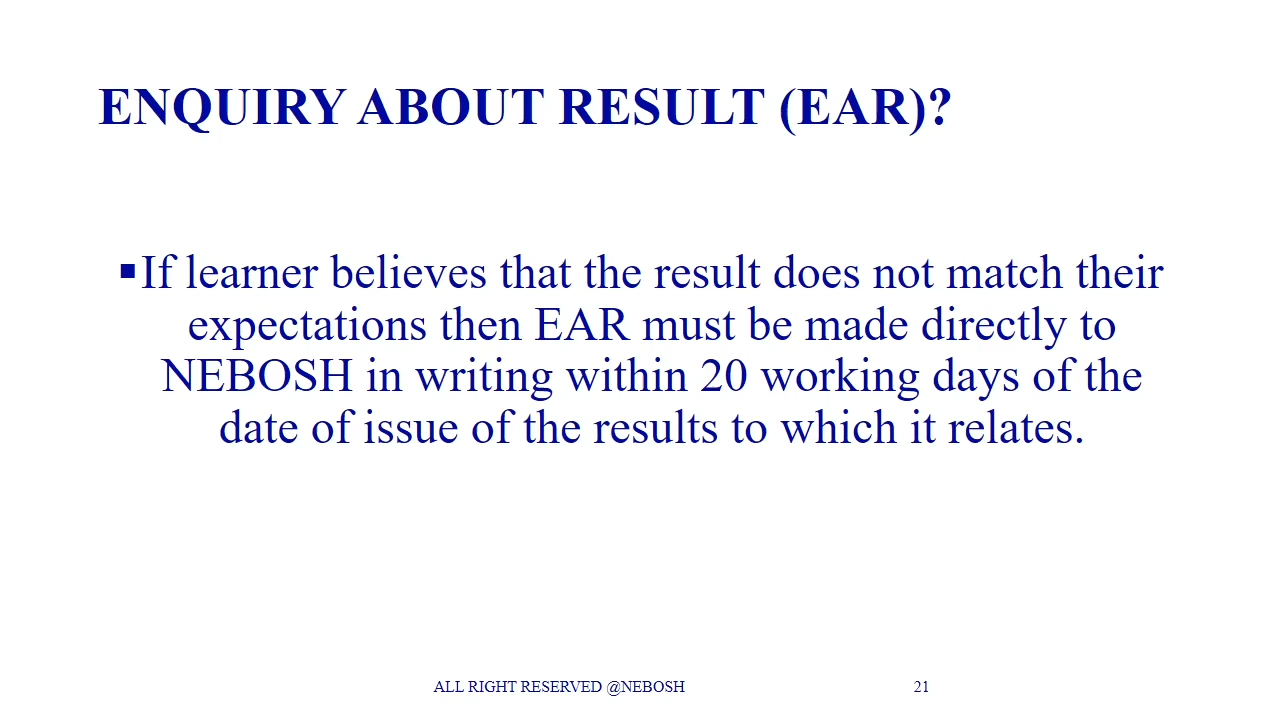 ENQUIRY ABOUT RESULT (EAR)?
▪If learner believes that the result does not match their
expectations then EAR must be made directly to
NEBOSH in writing within 20 working days of the
date of issue of the results to which it relates.
ALL RIGHT RESERVED @NEBOSH 21